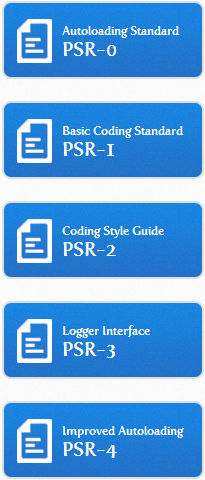 Autoloading Standard
PSR-0
Basic Coding Standard
PSR-1
Coding Style Guide
PSR-2
Logger Interface
PSR-3
Improved Autoloading
PSR-4